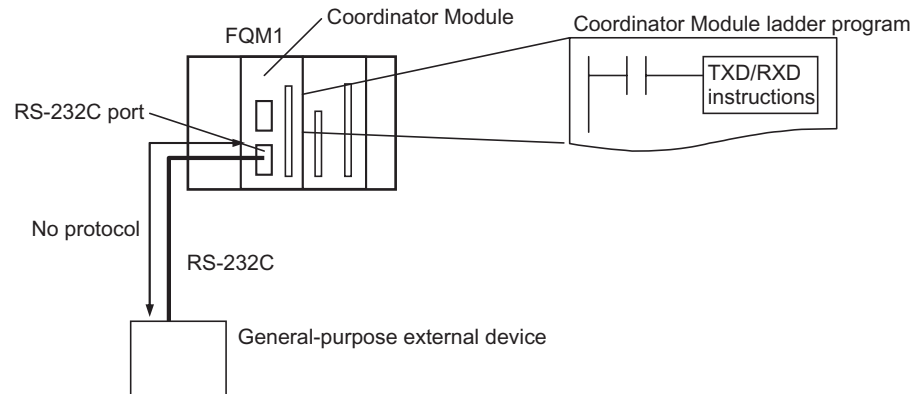 Coordinator Module
Coordinator Module ladder program
FQM1
TXD/RXD
instructions
RS-232C port
No protocol
RS-232C
General-purpose external device